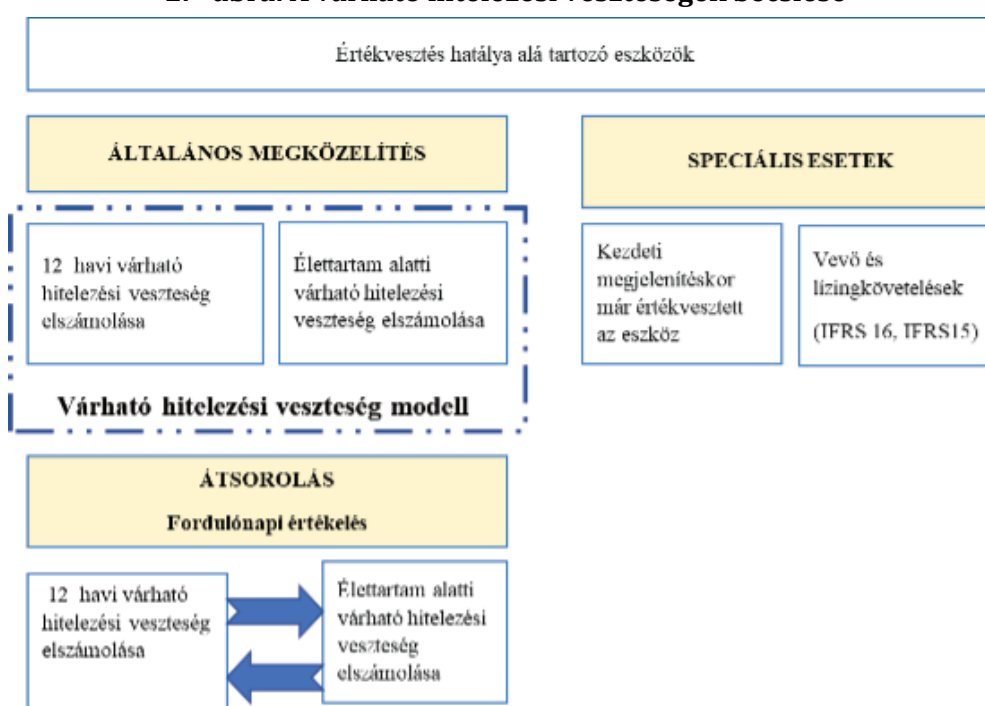 Értékvesztés hatálya alá tartozó eszközök
ÁLTALÁNOS MEGKÖZELÍTÉS
SPECIÁLIS ESETEK
12 havi várható
hitelezési veszteség
elszámolása
Élettartam alatti
várható hitelezési
veszteség elszámolása
Kezdeti
megjelenítéskor
már értékvesztett
az eszköz
Vevő és
lízingkövetelések
(IFRS 16, IFRS15)
Várható hitelezési veszteség modell
ÁTSOROLÁS
Fordulónapi értékelés
12 havi várható
hitelezési veszteség
elszámolása
Élettartam alatti
várható hitelezési
veszteség
elszámolása